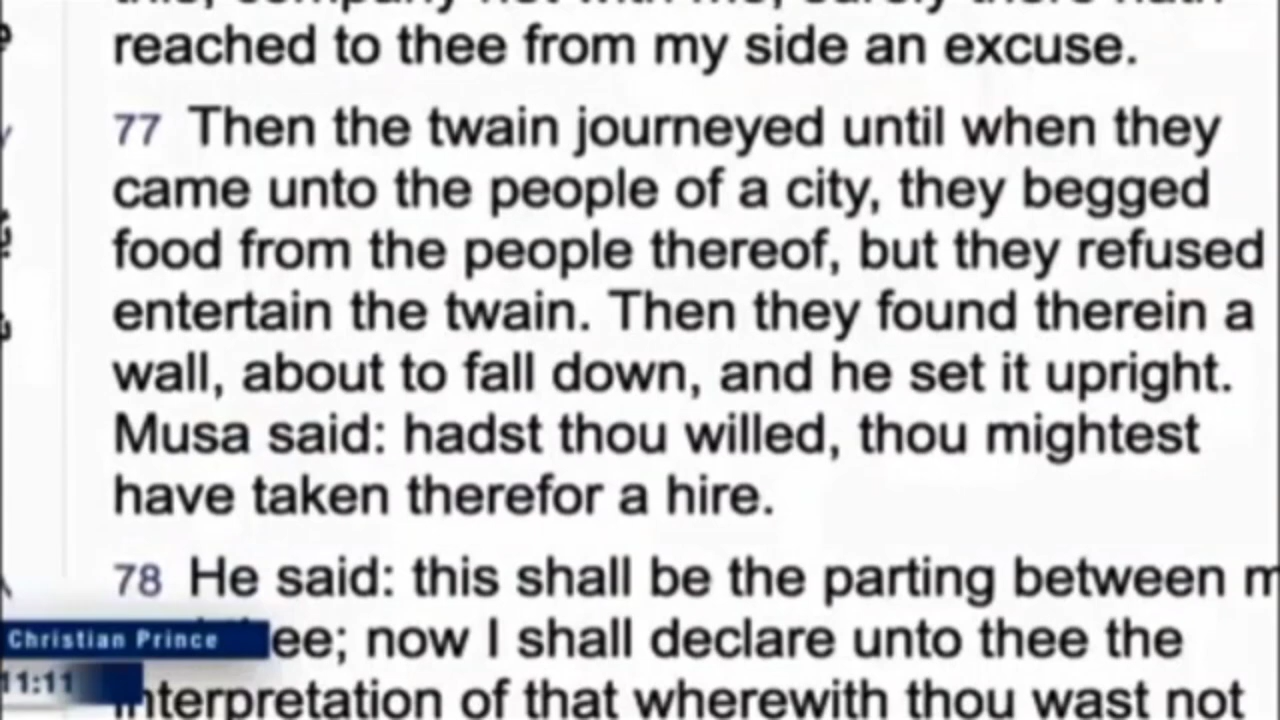 reached to thee from my side an excuse.
77 Then the twain journeyed until when they
came unto the people of a city, they begged
food from the people thereof, but they refused
entertain the twain. Then they found therein a
wall, about to fall down, and he set it upright.
Musa said: hadst thou willed, thou mightest
have taken therefor a hire.
78 He said: this shall be the parting between m
ee; now I shall declare unto thee the
interpretation of that wherewith thou wast not
Christian Prince
11:11